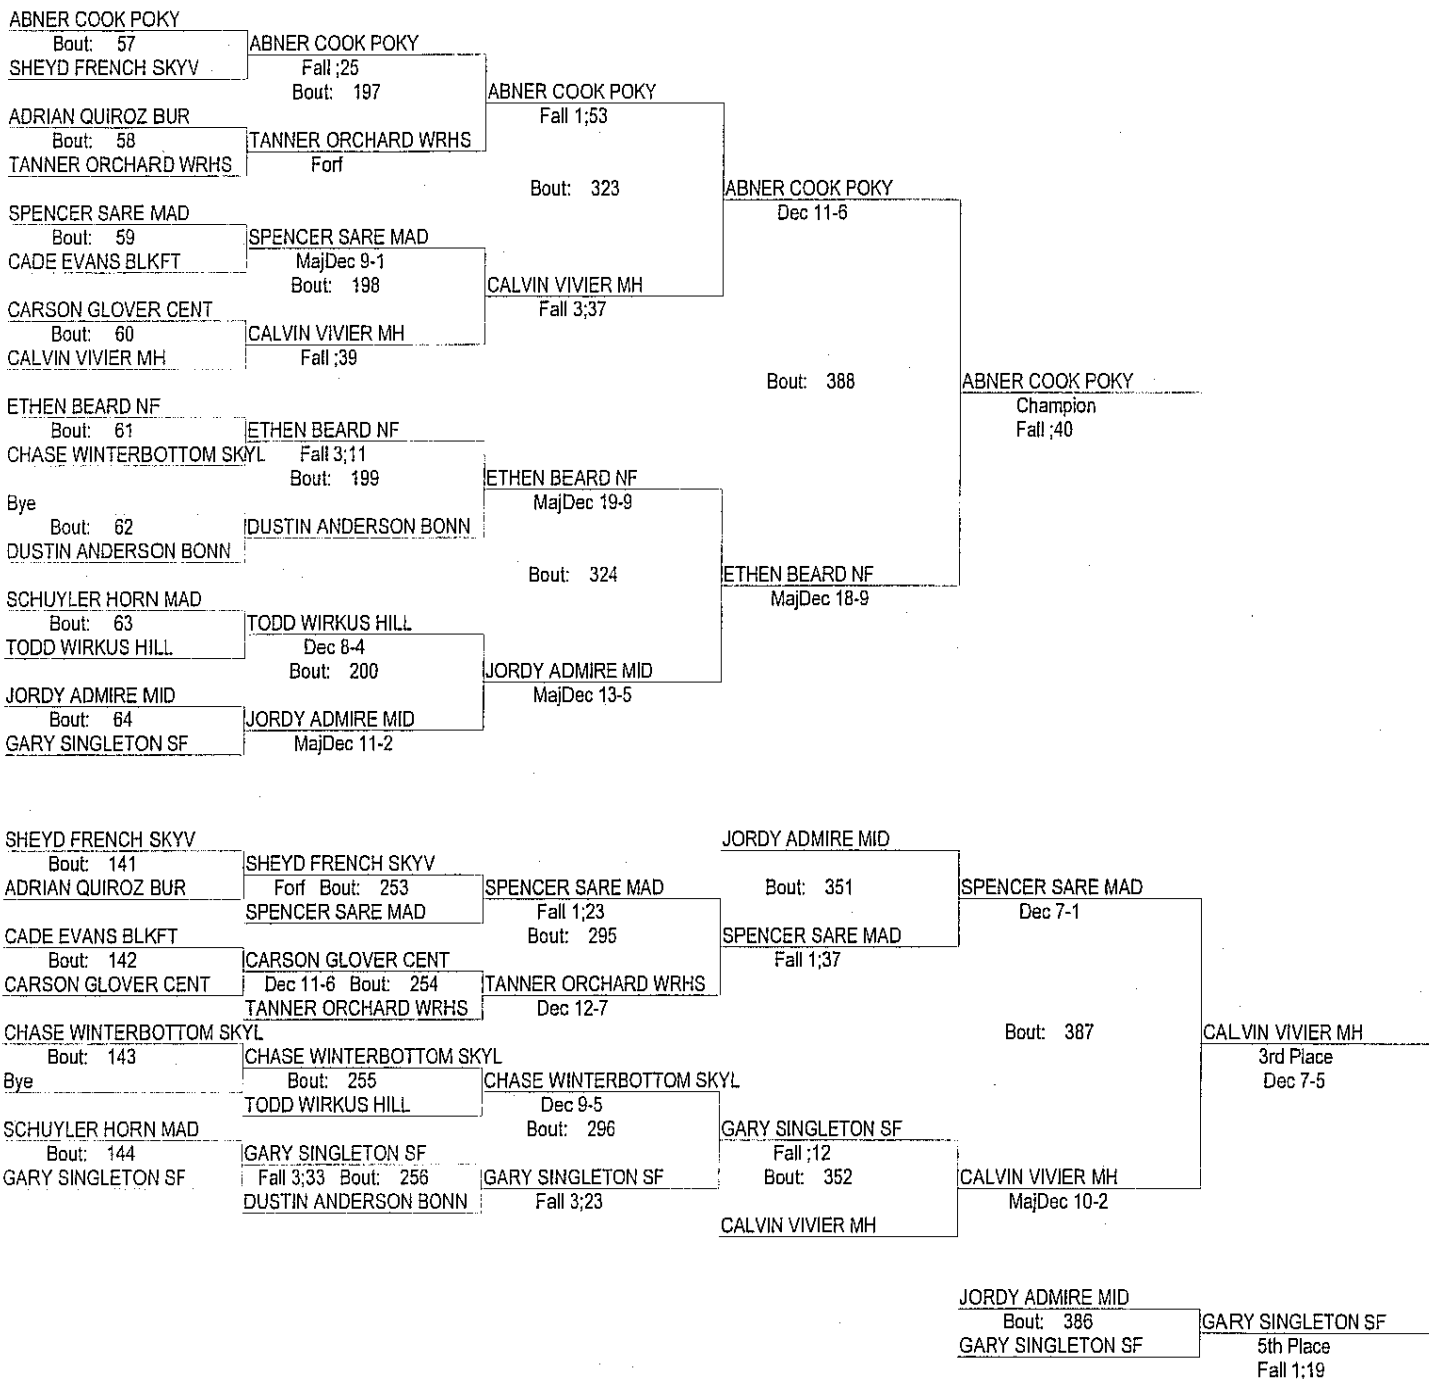 ABNER COOK POKY
Bout: 57
SHEYD FRENCH SKYV
ABNER COOK POKY
Fall ;25
Bout: 197
ADRIAN QUIROZ BUR
Bout: 58
TANNER ORCHARD WRHS
TANNER ORCHARD WRHS
Forf
ABNER COOK POKY
Fall 1;53
Bout: 323
SPENCER SARE MAD
Bout: 59
CADE EVANS BLKFT
SPENCER SARE MAD
MajDec 9-1
Bout: 198
CARSON GLOVER CENT
Bout: 60
CALVIN VIVIER MH
CALVIN VIVIER MH
Fall ;39
CALVIN VIVIER MH
Fall 3;37
ABNER COOK POKY
Dec 11-6
Bout: 388
ETHEN BEARD NF
Bout: 61
CHASE WINTERBOTTOM SKYL
ETHEN BEARD NF
Fall 3;11
Bout: 199
Bye
Bout: 62
DUSTIN ANDERSON BONN
DUSTIN ANDERSON BONN
ETHEN BEARD NF
MajDec 19-9
Bout: 324
SCHUYLER HORN MAD
Bout: 63
TODD WIRKUS HILL
TODD WIRKUS HILL
Dec 8-4
Bout: 200
JORDY ADMIRE MID
Bout: 64
GARY SINGLETON SF
JORDY ADMIRE MID
MajDec 11-2
JORDY ADMIRE MID
MajDec 13-5
ETHEN BEARD NF
MajDec 18-9
ABNER COOK POKY
Champion
Fall ;40
SHEYD FRENCH SKYV
Bout: 141
ADRIAN QUIROZ BUR
SHEYD FRENCH SKYV
Forf Bout: 253
SPENCER SARE MAD
SPENCER SARE MAD
Fall 1;23
Bout: 295
CADE EVANS BLKFT
Bout: 142
CARSON GLOVER CENT
CARSON GLOVER CENT
Dec 11-6 Bout: 254
TANNER ORCHARD WRHS
TANNER ORCHARD WRHS
Dec 12-7
JORDY ADMIRE MID
Bout: 351
SPENCER SARE MAD
Fall 1;37
SPENCER SARE MAD
Dec 7-1
Bout: 387
CHASE WINTERBOTTOM SKYL
Bout: 143
Bye
CHASE WINTERBOTTOM SKYL
Bout: 255
TODD WIRKUS HILL
CHASE WINTERBOTTOM SKYL
Dec 9-5
Bout: 296
SCHUYLER HORN MAD
Bout: 144
GARY SINGLETON SF
GARY SINGLETON SF
Fall 3;33 Bout: 256
DUSTIN ANDERSON BONN
GARY SINGLETON SF
Fall 3;23
GARY SINGLETON SF
Fall ;12
Bout: 352
CALVIN VIVIER MH
CALVIN VIVIER MH
MajDec 10-2
CALVIN VIVIER MH
3rd Place
Dec 7-5
JORDY ADMIRE MID
Bout: 386
GARY SINGLETON SF
GARY SINGLETON SF
5th Place
Fall 1;19